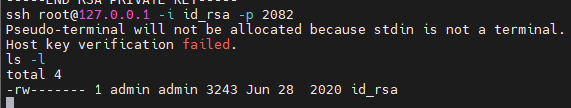 -----END RSA PRIVATE KEY-----
ssh root@127.0.0.1 -i id_rsa -p 2082
Pseudo-terminal will not be allocated because stdin is not a terminal.
Host key verification failed.
ls -l
total 4
-rw------- 1 admin admin 3243 Jun 28  2020 id_rsa